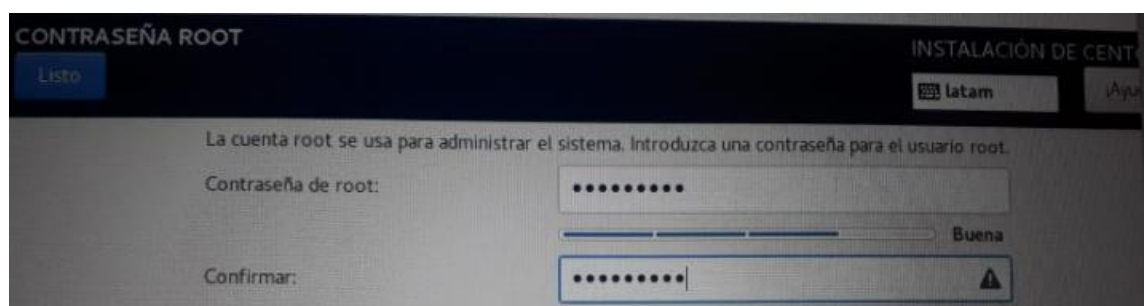 CONTRASEÑA ROOT
INSTALACIÓN DE CENT
Listo
latam
¡Ayu
La cuenta root se usa para administrar el sistema. Introduzca una contraseña para el usuario root.
Contraseña de root:
•••••••••
Buena
Confirmar:
•••••••••